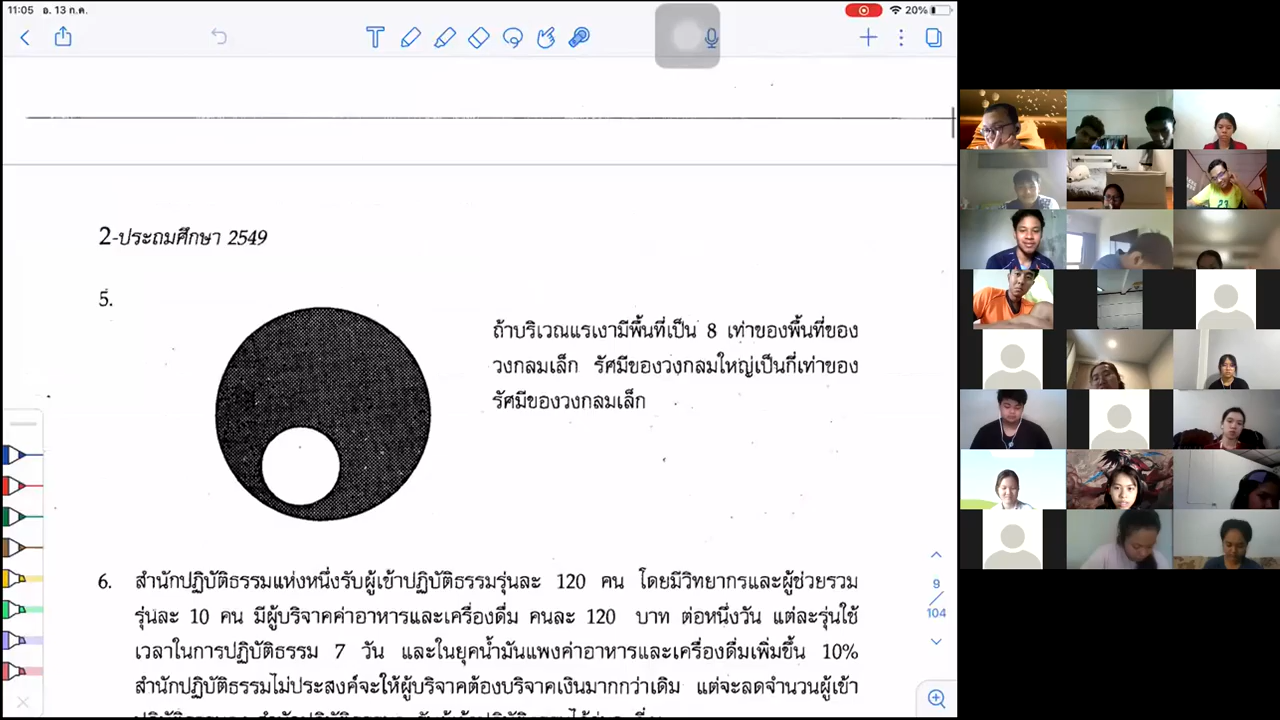 11:05 อ. 13 ก.ค.
20%
2-ประถมศึกษา 2549
5.
ถ้าบริเวณแรเงามีพื้นที่เป็น 8 เท่าของพื้นที่ของ
วงกลมเล็ก รัศมีของวงกลมใหญ่เป็นกี่เท่าของ
รัศมีของวงกลมเล็ก
6. สำนักปฏิบัติธรรมแห่งหนึ่งรับผู้เข้าปฏิบัติธรรมรุ่นละ 120 คน โดยมีวิทยากรและผู้ช่วยรวม
รุ่นละ 10 คน มีผู้บริจาคค่าอาหารและเครื่องดื่ม คนละ 120 บาท ต่อหนึ่งวัน แต่ละรุ่นใช้
เวลาในการปฏิบัติธรรม 7 วัน และในยุคน้ำมันแพงค่าอาหารและเครื่องดื่มเพิ่มขึ้น 10%
สำนักปฏิบัติธรรมไม่ประสงค์จะให้ผู้บริจาคต้องบริจาคเงินมากกว่าเดิม แต่จะลดจำนวนผู้เข้า
9
104
23